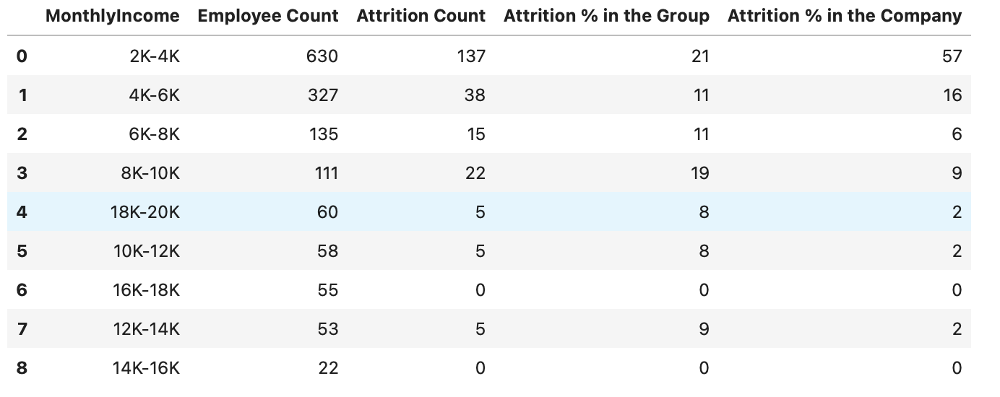 MonthlyIncome Employee Count Attrition Count Attrition % in the Group Attrition % in the Company
0 2K-4K 630 137 21 57
1 4K-6K 327 38 11 16
2 6K-8K 135 15 11 6
3 8K-10K 111 22 19 9
4 18K-20K 60 5 8 2
5 10K-12K 58 5 8 2
6 16K-18K 55 0 0 0
7 12K-14K 53 5 9 2
8 14K-16K 22 0 0 0